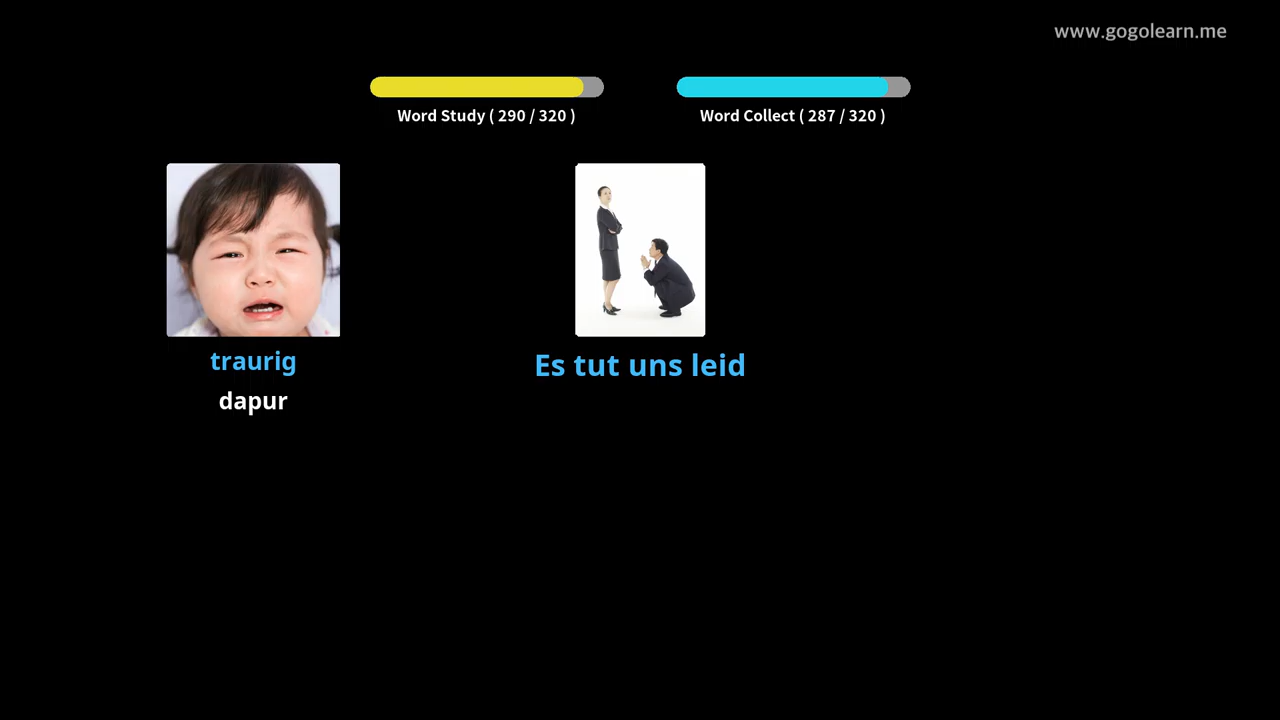 www.gogolearn.me
Word Study ( 290 / 320 )
Word Collect ( 287 / 320 )
traurig
dapur
Es tut uns leid